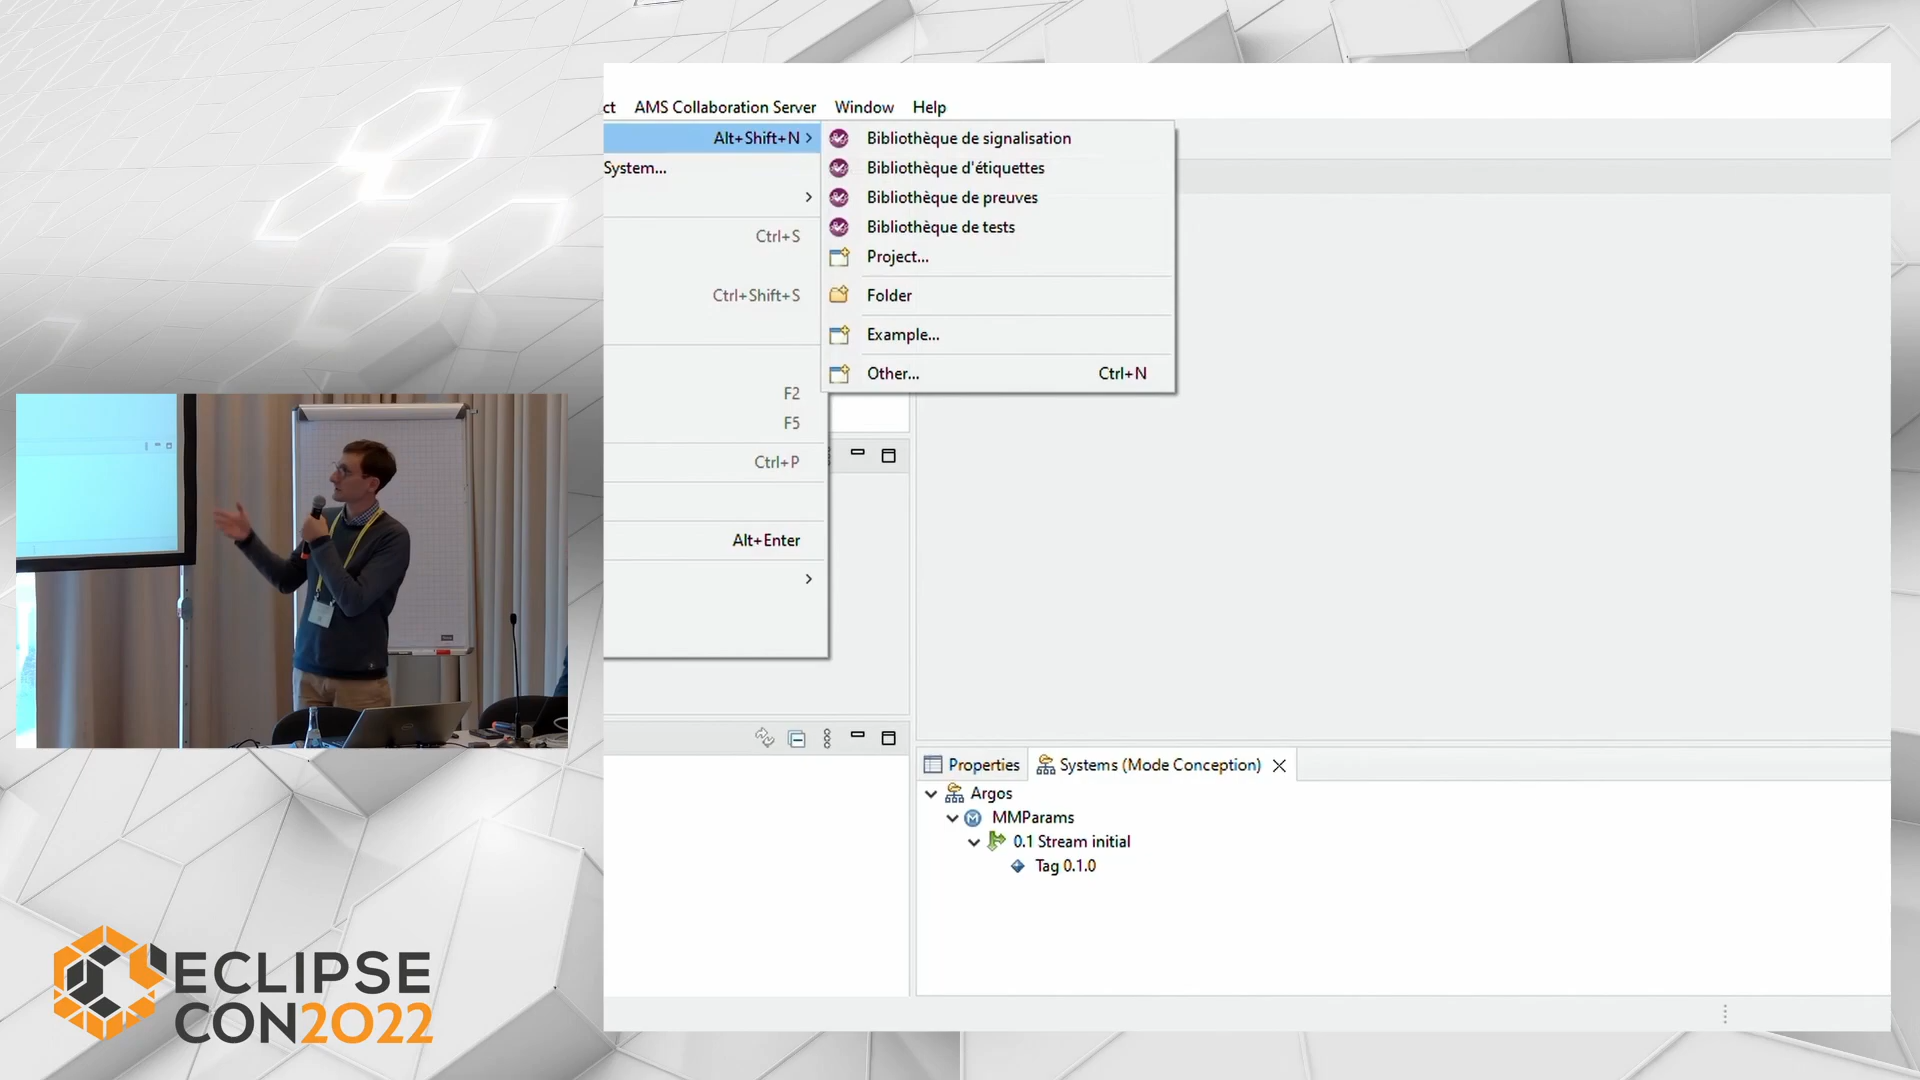 ct AMS Collaboration Server Window Help
Alt+Shift+N
System...
Ctrl+S
Ctrl+Shift+S
F2
F5
Ctrl+P
Alt+Enter
Bibliothèque de signalisation
Bibliothèque d'étiquettes
Bibliothèque de preuves
Bibliothèque de tests
Project...
Folder
Example...
Other... Ctrl+N
Properties Systems (Mode Conception)
Argos
MMParams
0.1 Stream initial
Tag 0.1.0
ECLIPSE
CON2022